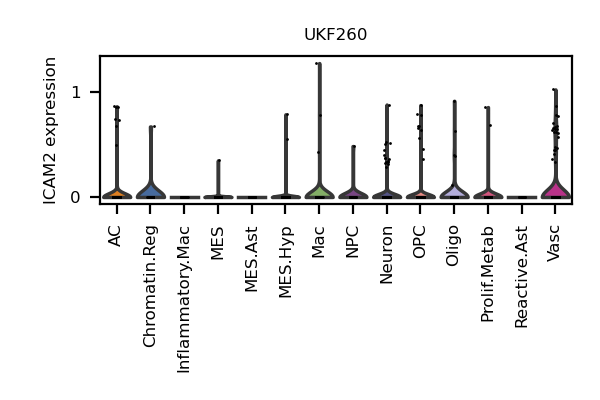 UKF260
ICAM2 expression
1
0
AC
Chromatin.Reg
Inflammatory.Mac
MES
MES.Ast
MES.Hyp
Mac
NPC
Neuron
OPC
Oligo
Prolif.Metab
Reactive.Ast
Vasc